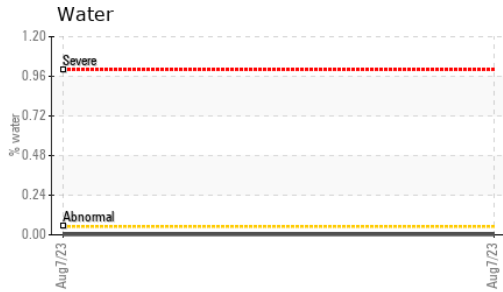 Water
1.20
Severe
0.96
0.72
% water
0.48
0.24
Abnormal
0.00
Aug7/23
Aug7/23